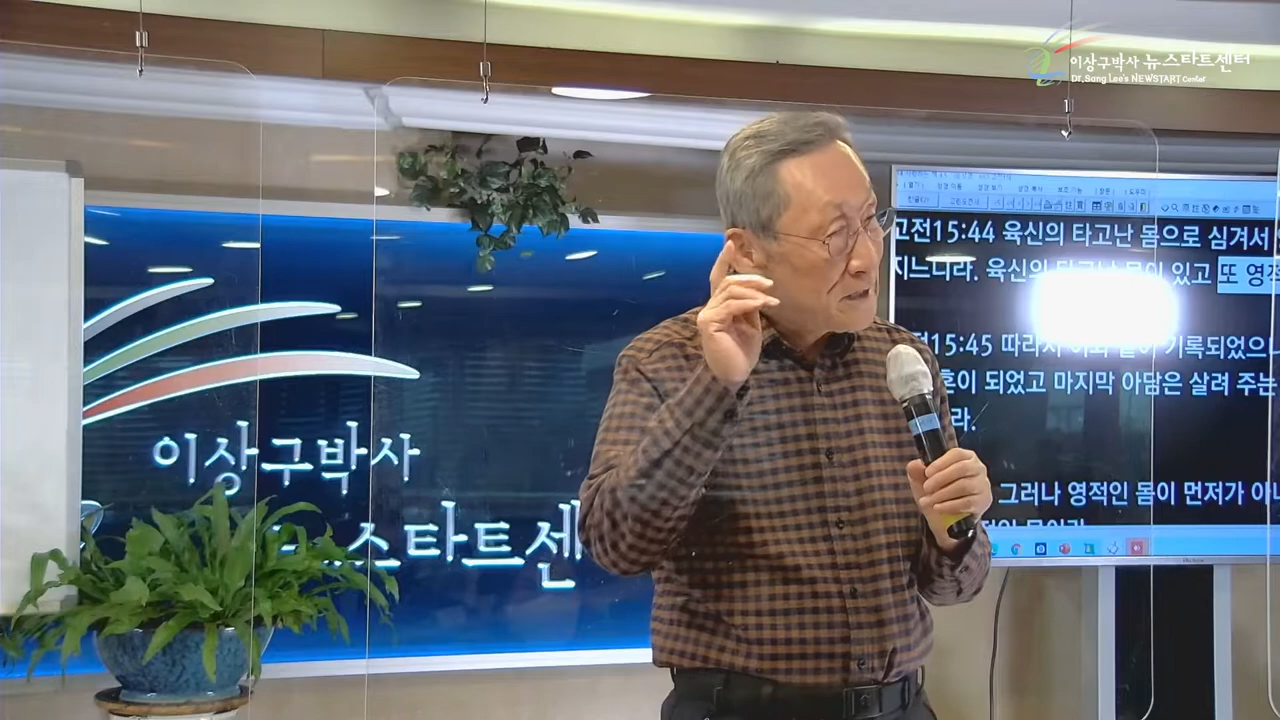 이상구박사 뉴스타트센터
Dr. Sang Lee's NEWSTART Center
고전15:44 육신의 타고난 몸으로 심겨서
지느니라. 육신의 타고난 몸이 있고 또 영적
15:45 따라서 이와 같이 기록되었으니
혼이 되었고 마지막 아담은 살려 주는
라.
그러나 영적인 몸이 먼저가 아니
이상구박사
스타트센